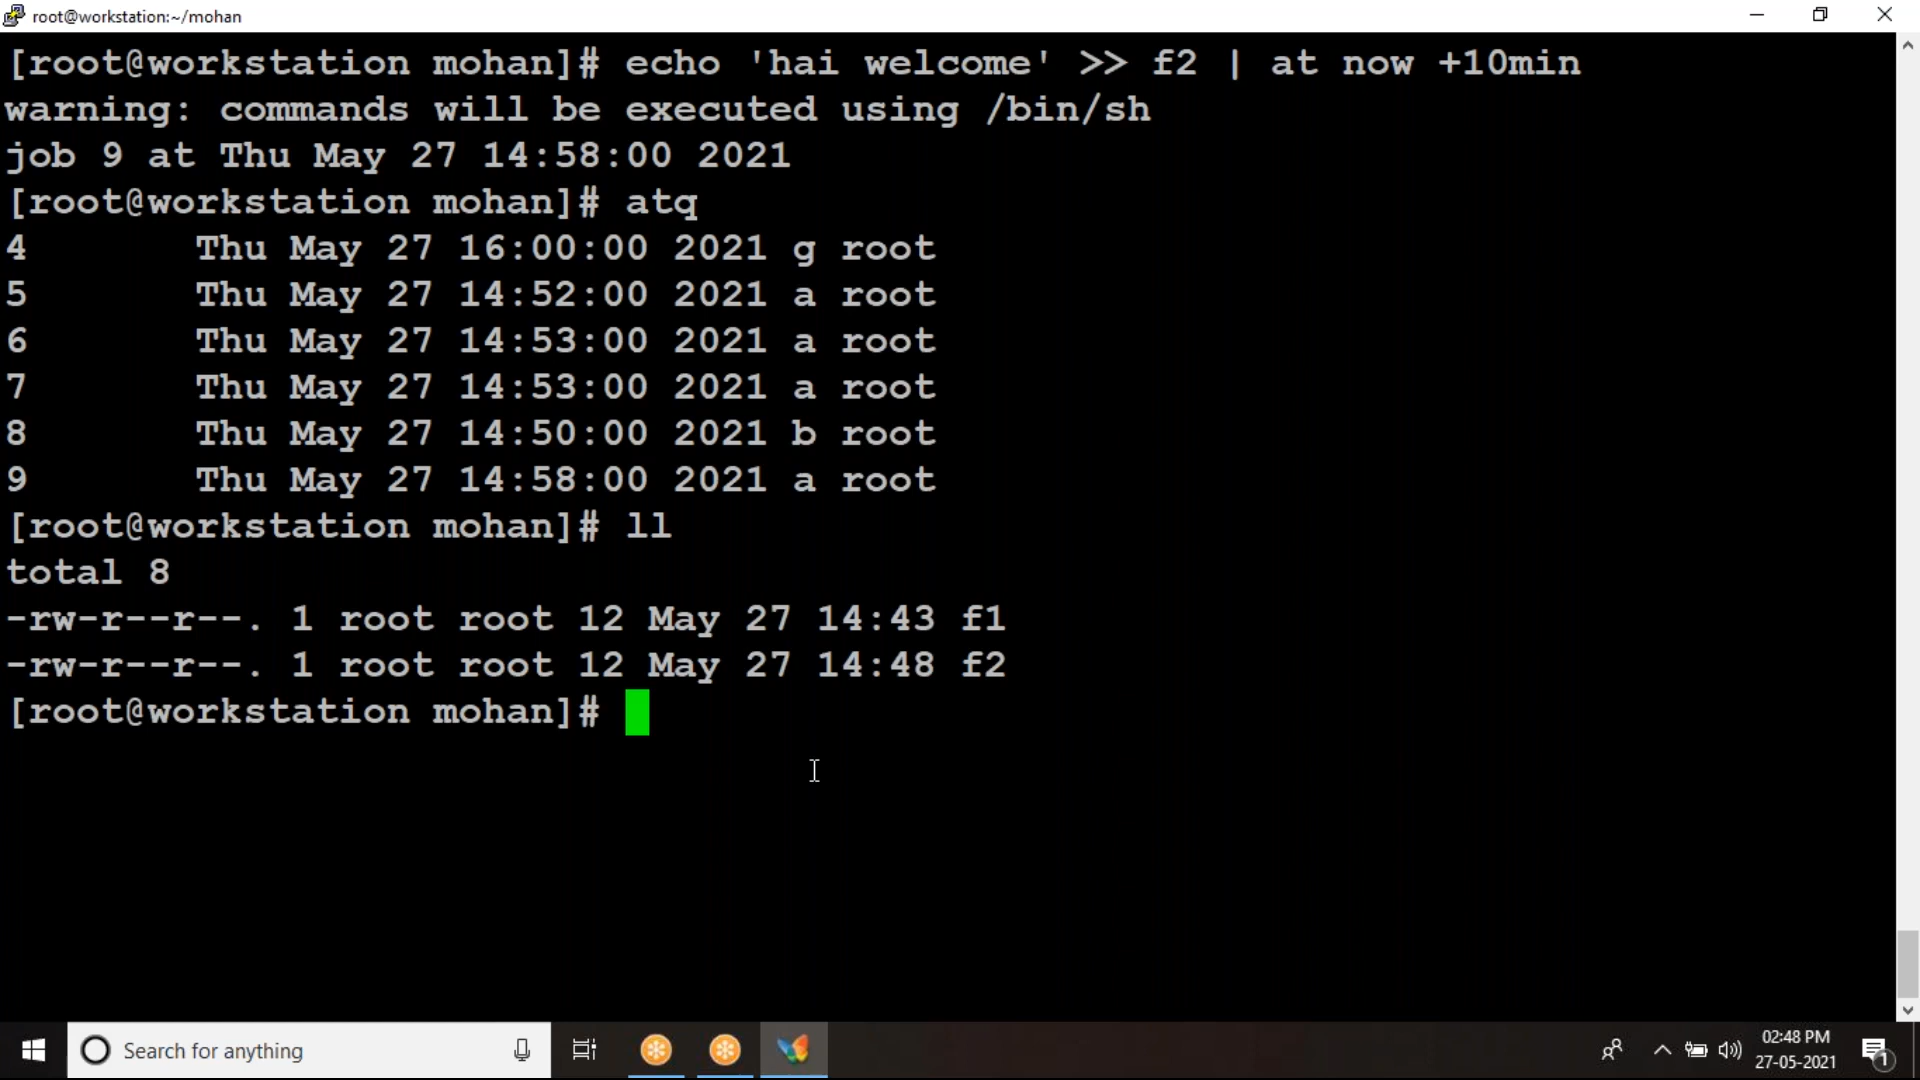 root@workstation:~/mohan
[root@workstation mohan]# echo 'hai welcome' >> f2 | at now +10min
warning: commands will be executed using /bin/sh
job 9 at Thu May 27 14:58:00 2021
[root@workstation mohan]# atq
4 Thu May 27 16:00:00 2021 g root
5 Thu May 27 14:52:00 2021 a root
6 Thu May 27 14:53:00 2021 a root
7 Thu May 27 14:53:00 2021 a root
8 Thu May 27 14:50:00 2021 b root
9 Thu May 27 14:58:00 2021 a root
[root@workstation mohan]# ll
total 8
-rw-r--r--. 1 root root 12 May 27 14:43 f1
-rw-r--r--. 1 root root 12 May 27 14:48 f2
[root@workstation mohan]#
Search for anything
02:48 PM
27-05-2021
1